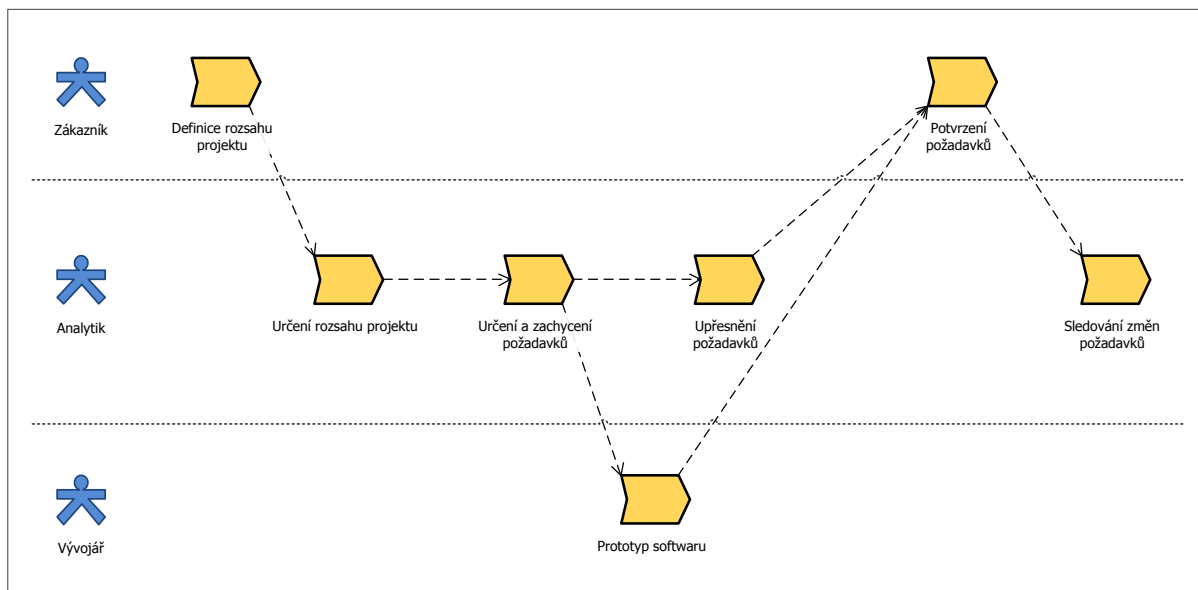 Zákazník
Definice rozsahu
projektu
Potvrzení
požadavků
Analytik
Určení rozsahu projektu
Určení a zachycení
požadavků
Upřesnění
požadavků
Sledování změn
požadavků
Vývojář
Prototyp softwaru